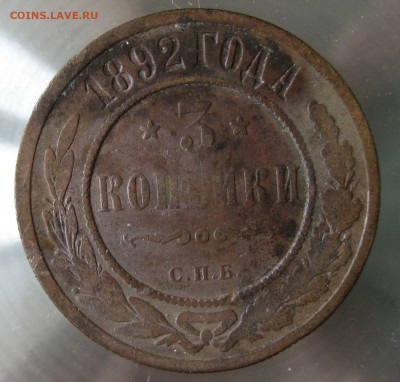 COINS.LAVE.RU
1892 ГОДА
3
КОПѢЙКИ
С.П.Б.